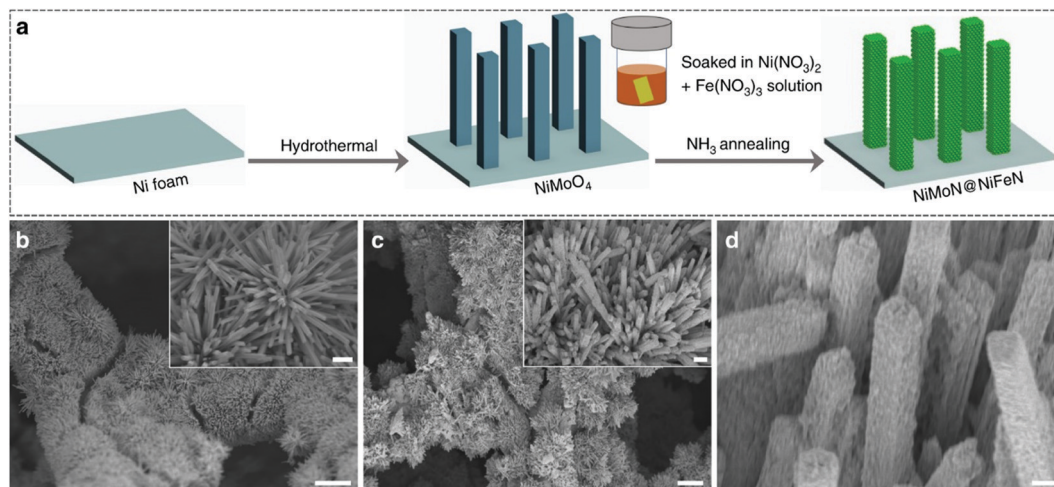 a
Soaked in Ni(NO₃)₂
+ Fe(NO₃)₃ solution
Hydrothermal
NH₃ annealing
Ni foam
NiMoO₄
NiMoN@NiFeN
b
c
d